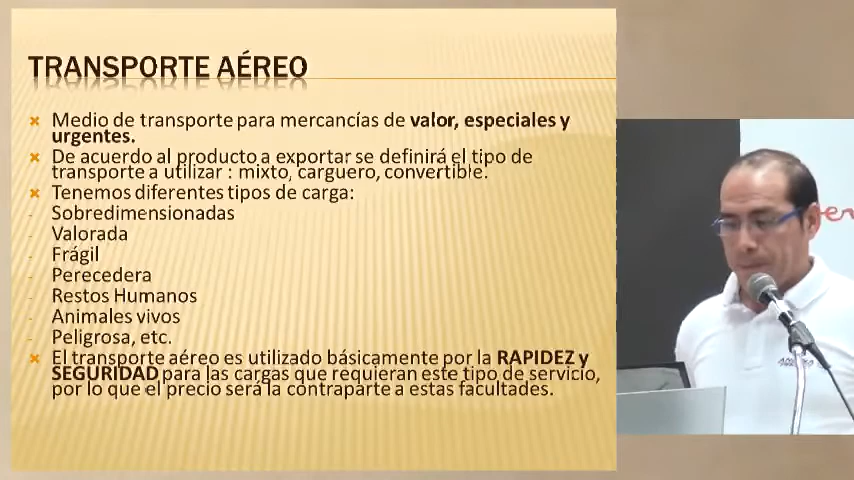 TRANSPORTE AÉREO
Medio de transporte para mercancías de valor, especiales y
urgentes.
De acuerdo al producto a exportar se definirá el tipo de
transporte a utilizar : mixto, carguero, convertible.
Tenemos diferentes tipos de carga:
- Sobredimensionadas
- Valorada
- Frágil
- Perecedera
- Restos Humanos
- Animales vivos
- Peligrosa, etc.
El transporte aéreo es utilizado básicamente por la RAPIDEZ y
SEGURIDAD para las cargas que requieran este tipo de servicio,
por lo que el precio será la contraparte a estas facultades.